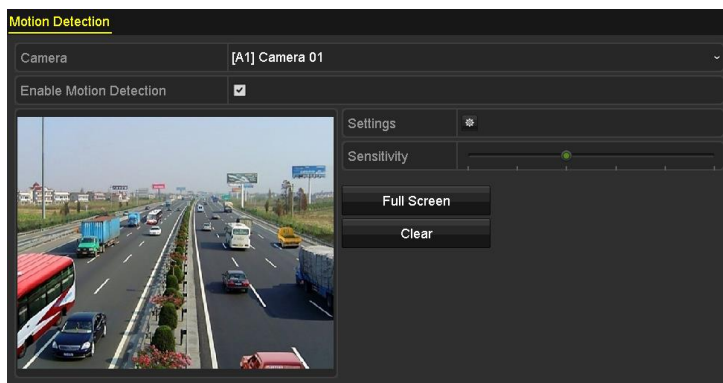 Motion Detection
Camera [A1] Camera 01
Enable Motion Detection
Settings
Sensitivity
Full Screen
Clear